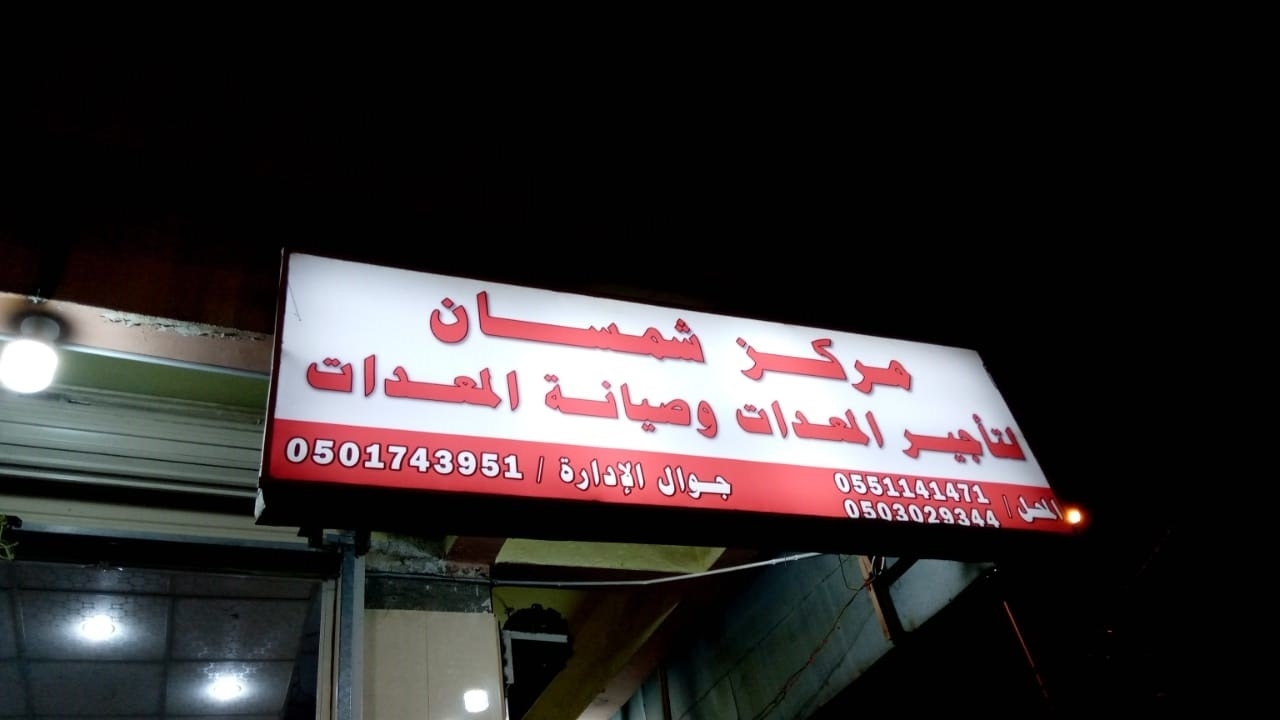 مركز شمسان
لتأجير المعدات وصيانة المعدات
المحل / 0551141471
0503029344
جوال الإدارة / 0501743951